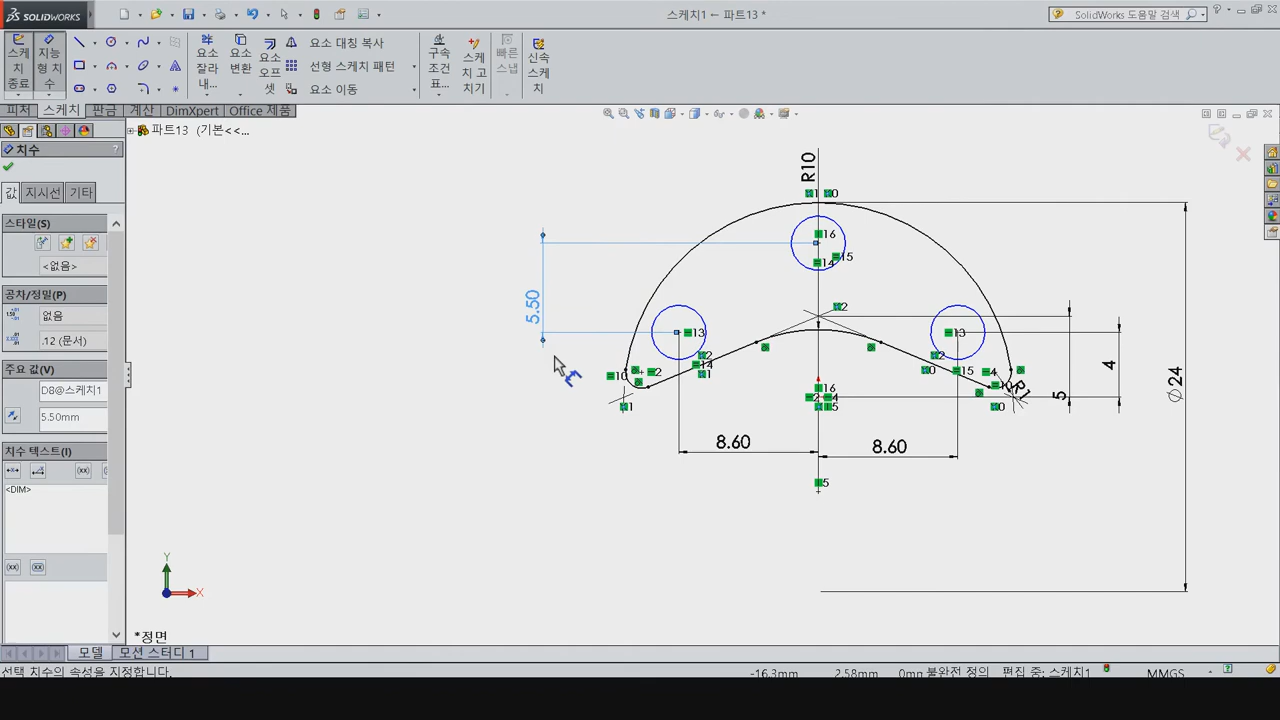 SOLIDWORKS
스케치1 ← 파트13 *
SolidWorks 도움말 검색
스케치 종료
지능형 치수
요소 잘라내...
요소 변환
요소 오프셋
요소 대칭 복사
선형 스케치 패턴
요소 이동
구속조건 표...
스케치 고치기
빠른 스냅
신속 스케치
피처
스케치
판금
계산
DimXpert
Office 제품
파트13 (기본<<...
치수
?
값
지시선
기타
스타일(S)
<없음>
공차/정밀(P)
없음
.12 (문서)
주요 값(V)
D8@스케치1
5.50mm
치수 텍스트(I)
<DIM>
(xx)
R10
5.50
8.60
8.60
R1
5
4
∅24
Y
X
*정면
모델
모션 스터디 1
선택 치수의 속성을 지정합니다.
-16.3mm
2.58mm
0mm 불완전 정의
편집 중: 스케치1
MMGS